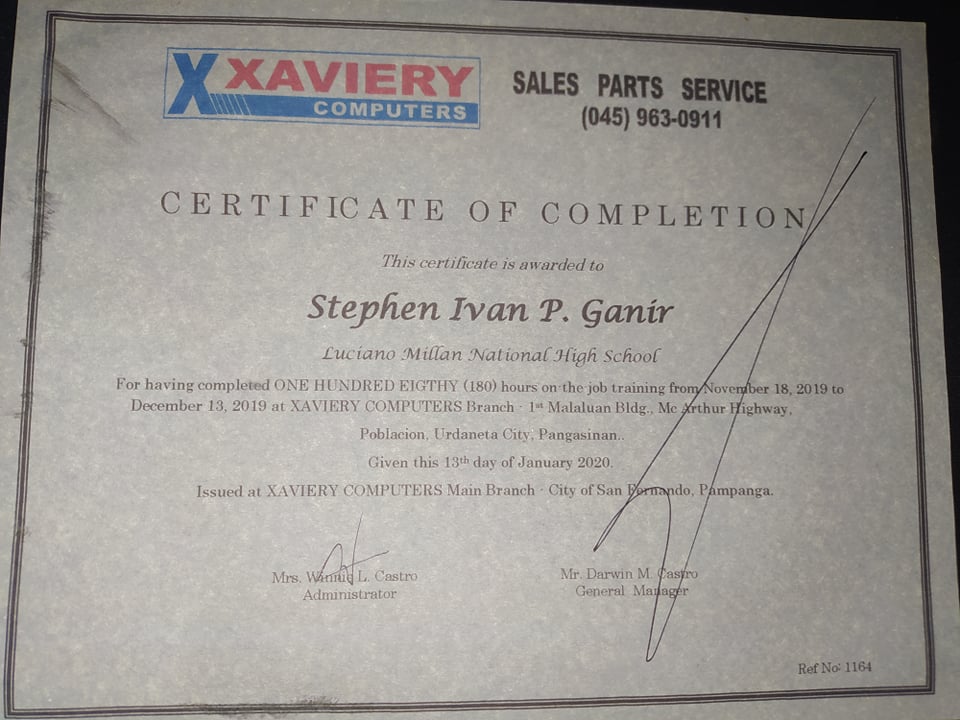 XAVIERY
COMPUTERS
SALES PARTS SERVICE
(045) 963-0911
CERTIFICATE OF COMPLETION
This certificate is awarded to
Stephen Ivan P. Ganir
Luciano Millan National High School
For having completed ONE HUNDRED EIGTHY (180) hours on-the-job training from November 18, 2019 to
December 13, 2019 at XAVIERY COMPUTERS Branch - 1st Malaluan Bldg., Mc Arthur Highway,
Poblacion, Urdaneta City, Pangasinan..
Given this 13th day of January 2020.
Issued at XAVIERY COMPUTERS Main Branch - City of San Fernando, Pampanga.
Mrs. Winnie L. Castro
Administrator
Mr. Darwin M. Castro
General Manager
Ref No: 1164